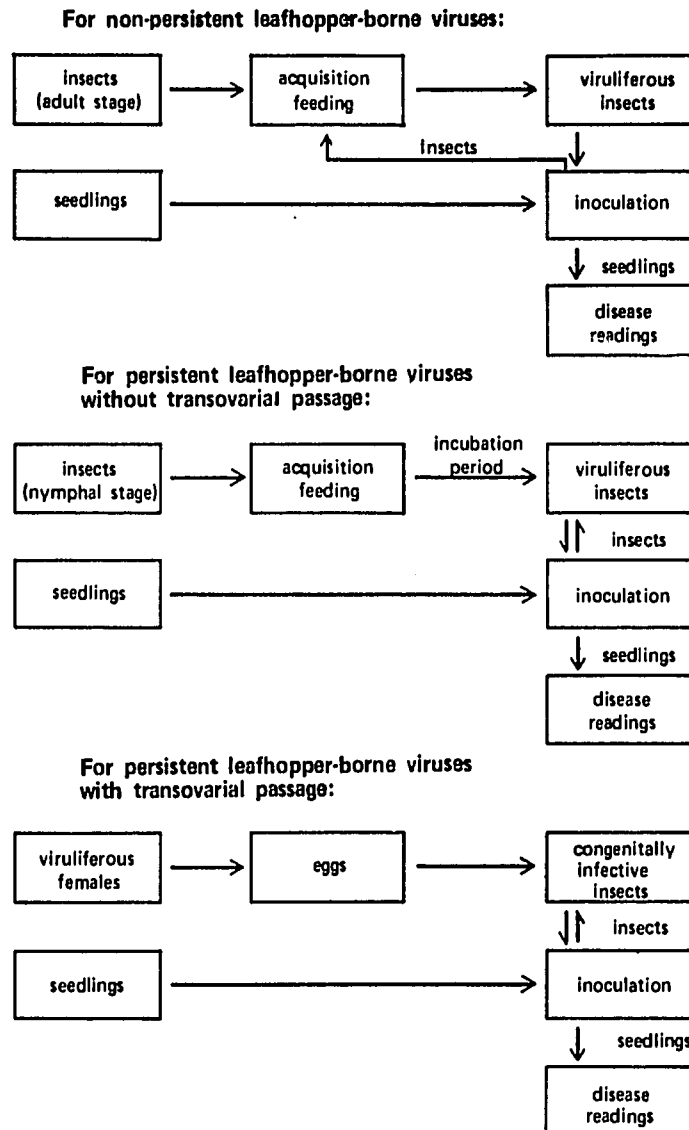 For non-persistent leafhopper-borne viruses:
insects
(adult stage)
acquisition
feeding
viruliferous
insects
Insects
seedlings
inoculation
seedlings
disease
readings
For persistent leafhopper-borne viruses
without transovarial passage:
insects
(nymphal stage)
acquisition
feeding
incubation
period
viruliferous
insects
insects
seedlings
inoculation
seedlings
disease
readings
For persistent leafhopper-borne viruses
with transovarial passage:
viruliferous
females
eggs
congenitally
infective
insects
insects
seedlings
inoculation
seedlings
disease
readings